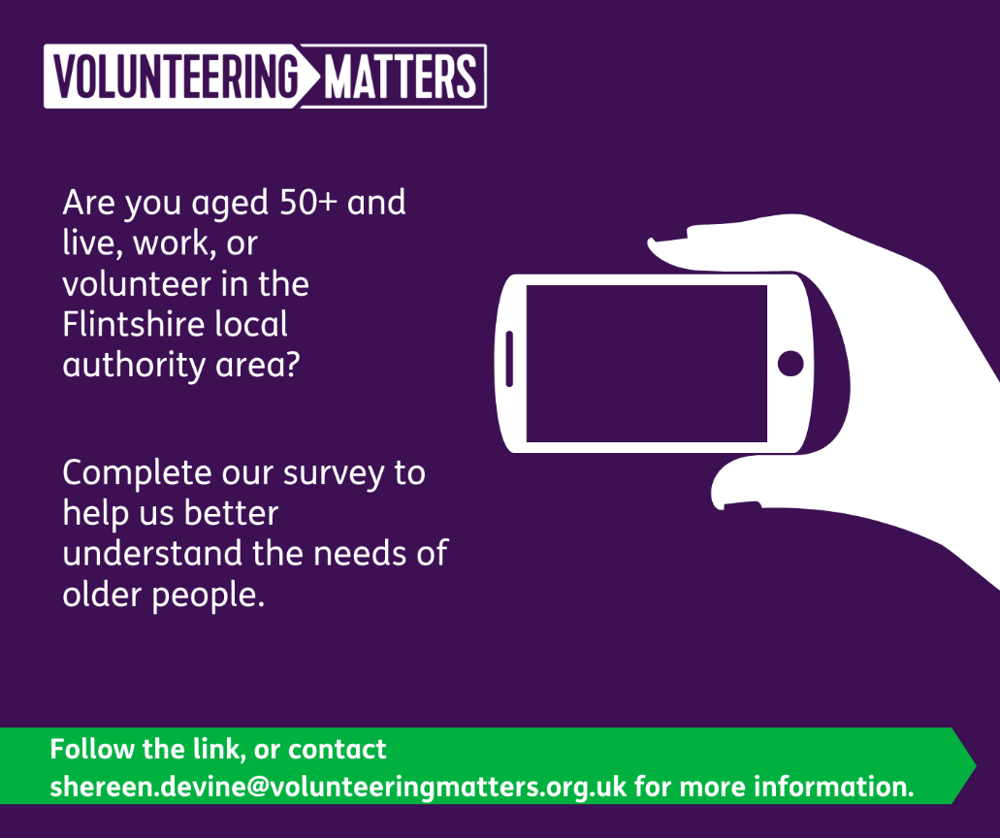 VOLUNTEERING MATTERS
Are you aged 50+ and
live, work, or
volunteer in the
Flintshire local
authority area?
Complete our survey to
help us better
understand the needs of
older people.
Follow the link, or contact
shereen.devine@volunteeringmatters.org.uk for more information.